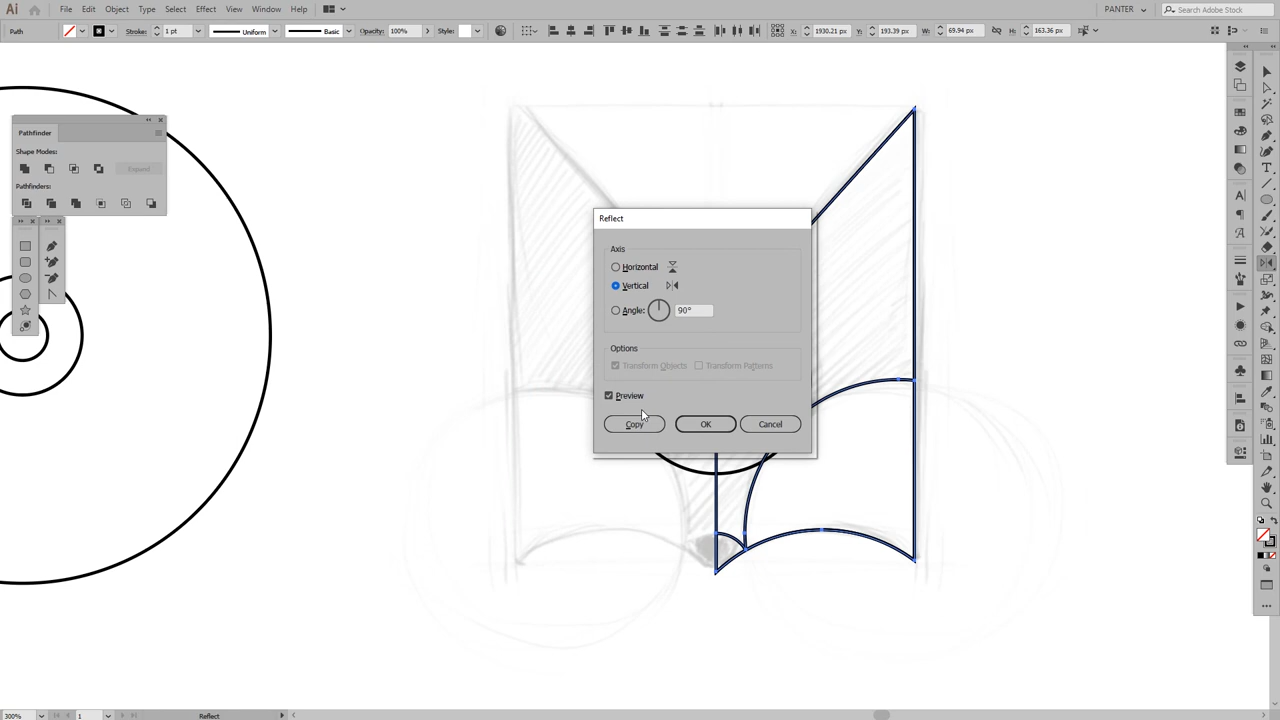 Ai File Edit Object Type Select Effect View Window Help PANTER Search Adobe Stock
Path Stroke: 1 pt Uniform Basic Opacity: 100% Style: X: 1930.21 px Y: 193.39 px W: 69.94 px H: 163.36 px
Pathfinder
Shape Modes:
Expand
Pathfinders:
Reflect
Axis
Horizontal
Vertical
Angle: 90°
Options
Transform Objects Transform Patterns
Preview
Copy OK Cancel
300% 1 Reflect